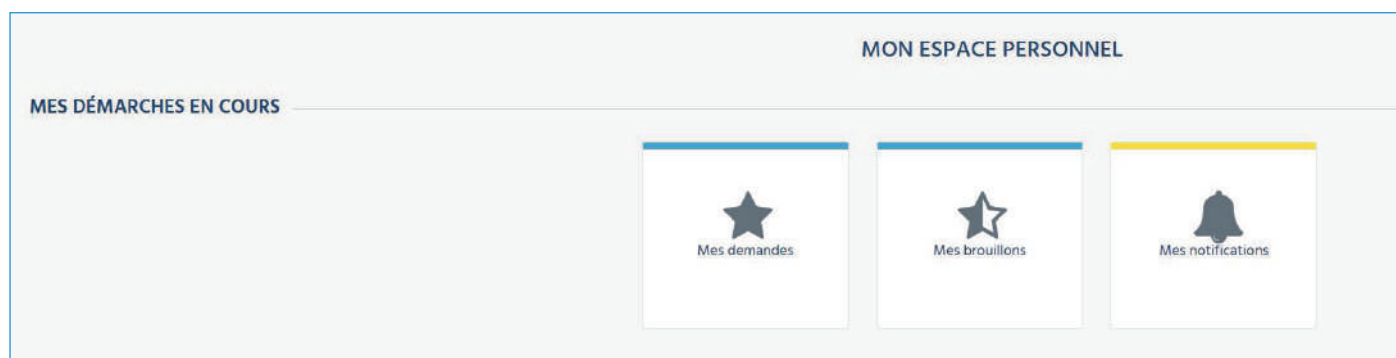 MON ESPACE PERSONNEL
MES DÉMARCHES EN COURS
Mes demandes
Mes brouillons
Mes notifications